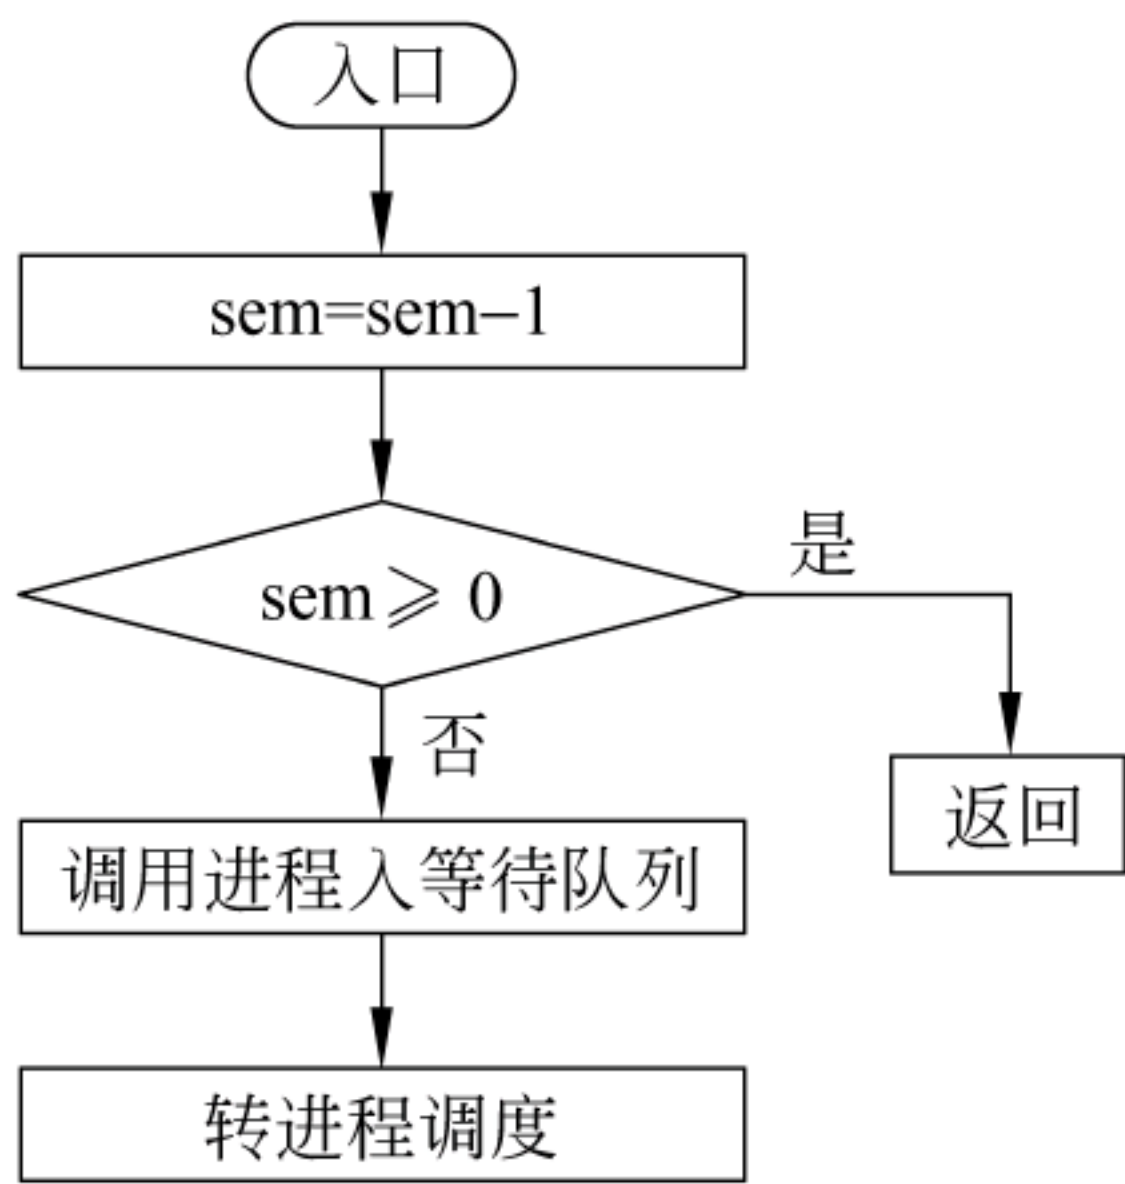 入口
sem=sem–1
sem⩾ 0
是
否
返回
调用进程入等待队列
转进程调度